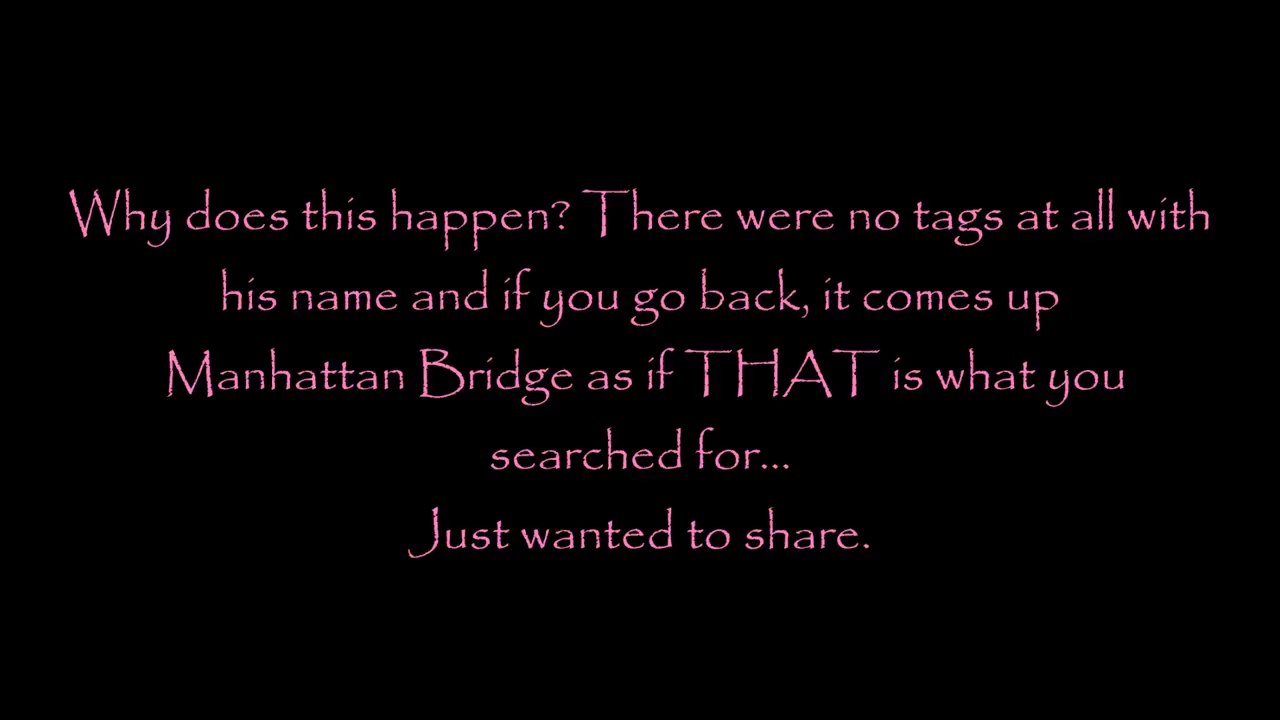 Why does this happen? There were no tags at all with
his name and if you go back, it comes up
Manhattan Bridge as if THAT is what you
searched for...
Just wanted to share.